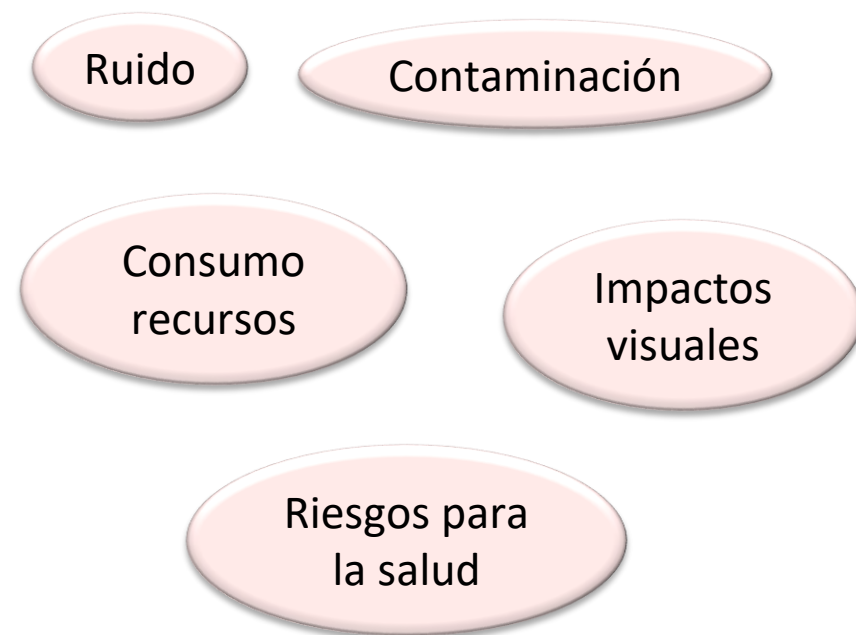 Ruido
Contaminación
Consumo
recursos
Impactos
visuales
Riesgos para
la salud